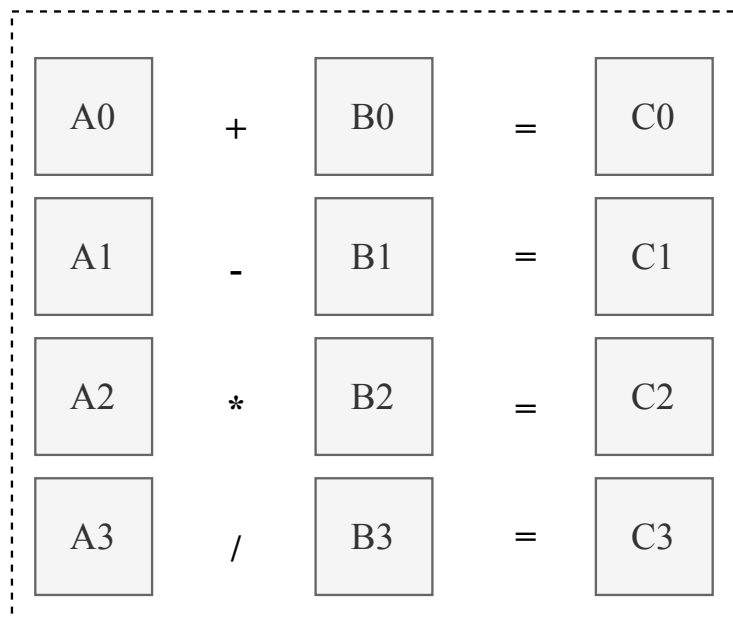 A0 + B0 = C0
A1 - B1 = C1
A2 * B2 = C2
A3 / B3 = C3